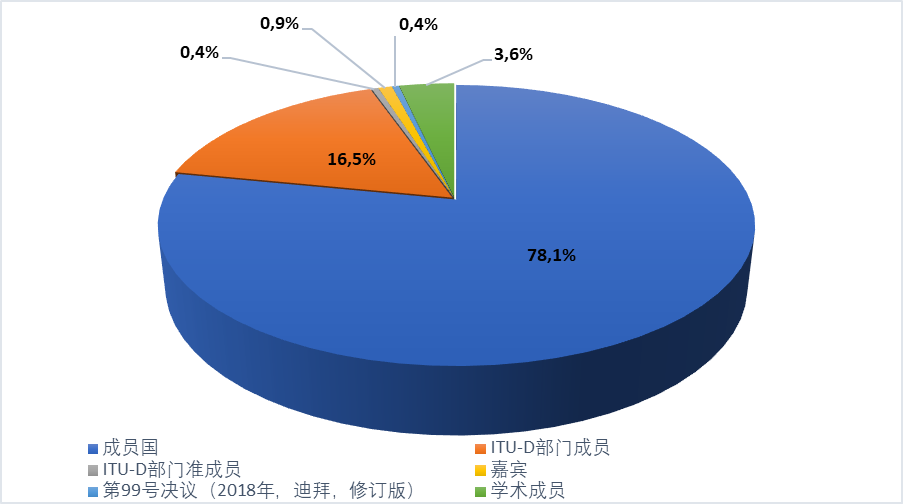 0,9%
0,4%
0,4%
3,6%
16,5%
78,1%
成员国
ITU-D部门成员
ITU-D部门准成员
嘉宾
第99号决议（2018年，迪拜，修订版）
学术成员